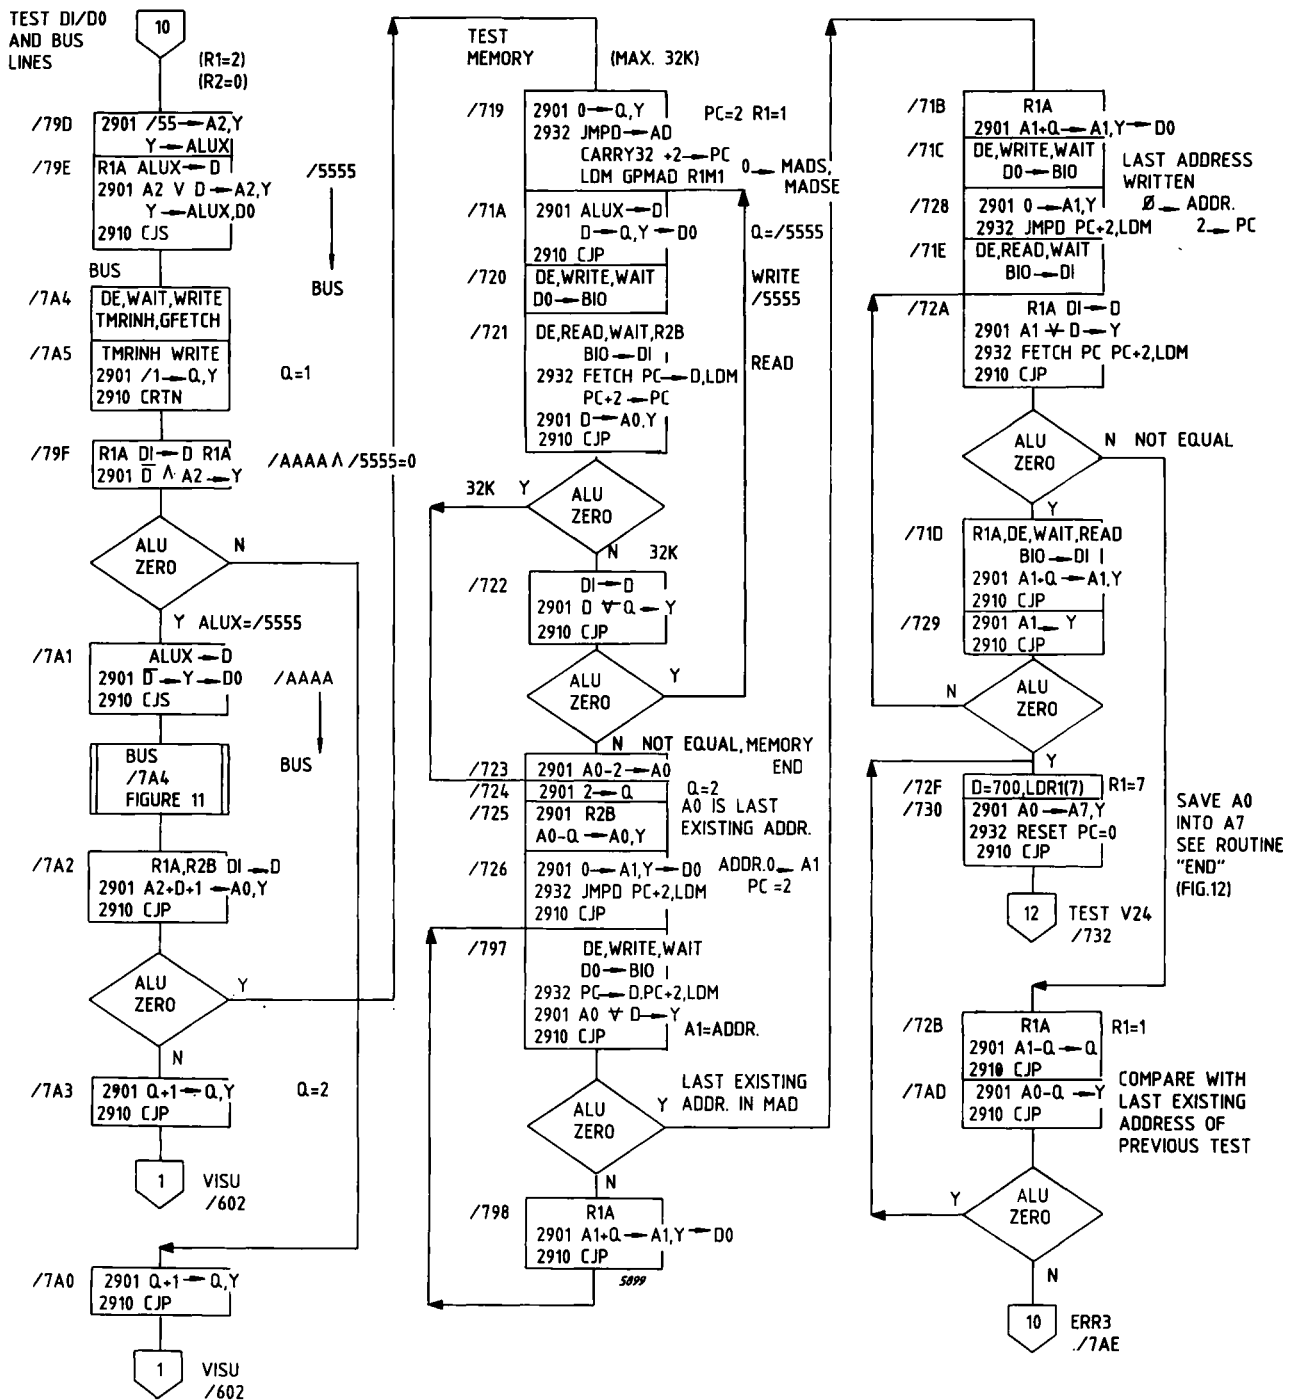 TEST DI/D0
AND BUS
LINES
10
(R1=2)
(R2=0)
/79D
2901 /55→A2,Y
Y→ALUX
/79E
R1A ALUX→D
2901 A2 V D→A2,Y
Y→ALUX,D0
2910 CJS
/5555
BUS
BUS
/7A4
DE,WAIT,WRITE
TMRINH,GFETCH
/7A5
TMRINH WRITE
2901 /1→Q,Y
2910 CRTN
Q=1
/79F
R1A DI→D R1A
2901 D̅ Λ A2→Y
/AAAA Λ /5555=0
ALU
ZERO
N
Y ALUX=/5555
/7A1
ALUX→D
2901 D̅→Y→D0
2910 CJS
/AAAA
BUS
BUS
/7A4
FIGURE 11
/7A2
R1A,R2B DI→D
2901 A2+D+1→A0,Y
2910 CJP
ALU
ZERO
Y
N
/7A3
2901 Q+1→Q,Y
2910 CJP
Q=2
1
VISU
/602
/7A0
2901 Q+1→Q,Y
2910 CJP
1
VISU
/602
TEST
MEMORY
(MAX. 32K)
/719
2901 0→Q,Y
2932 JMPD→AD
CARRY32 +2→PC
LDM GPMAD R1M1
PC=2 R1=1
0→MADS,
MADSE
/71A
2901 ALUX→D
D→Q,Y→D0
2910 CJP
Q=/5555
/720
DE,WRITE,WAIT
D0→BIO
WRITE
/5555
/721
DE,READ,WAIT,R2B
BIO→DI
2932 FETCH PC→D,LDM
PC+2→PC
2901 D→A0,Y
2910 CJP
READ
32K
Y
ALU
ZERO
N
32K
/722
DI→D
2901 D ∀ Q→Y
2910 CJP
ALU
ZERO
Y
N NOT EQUAL, MEMORY
END
/723
2901 A0-2→A0
/724
2901 2→Q
Q=2
/725
2901 R2B
A0-Q→A0,Y
A0 IS LAST
EXISTING ADDR.
/726
2901 0→A1,Y→D0
2932 JMPD PC+2,LDM
2910 CJP
ADDR.0→A1
PC=2
/797
DE,WRITE,WAIT
D0→BIO
2932 PC→D.PC+2,LDM
2901 A0 ∀ D→Y
2910 CJP
A1=ADDR.
ALU
ZERO
LAST EXISTING
Y ADDR. IN MAD
N
/798
R1A
2901 A1+Q→A1,Y→D0
2910 CJP
5899
/71B
R1A
2901 A1+Q→A1,Y→D0
/71C
DE,WRITE,WAIT
D0→BIO
LAST ADDRESS
WRITTEN
/728
2901 0→A1,Y
2932 JMPD PC+2,LDM
Ø→ADDR.
2→PC
/71E
DE,READ,WAIT
BIO→DI
/72A
R1A DI→D
2901 A1 ∀ D→Y
2932 FETCH PC PC+2,LDM
2910 CJP
ALU
ZERO
N NOT EQUAL
Y
/71D
R1A,DE,WAIT,READ
BIO→DI
2901 A1+Q→A1,Y
2910 CJP
/729
2901 A1→Y
2910 CJP
N
ALU
ZERO
Y
/72F
D=700,LDR1(7)
R1=7
/730
2901 A0→A7,Y
2932 RESET PC=0
2910 CJP
SAVE A0
INTO A7
SEE ROUTINE
"END"
(FIG.12)
12
TEST V24
/732
/72B
R1A
2901 A1-Q→Q
2910 CJP
R1=1
/7AD
2901 A0-Q→Y
2910 CJP
COMPARE WITH
LAST EXISTING
ADDRESS OF
PREVIOUS TEST
Y
ALU
ZERO
N
10
ERR3
./7AE